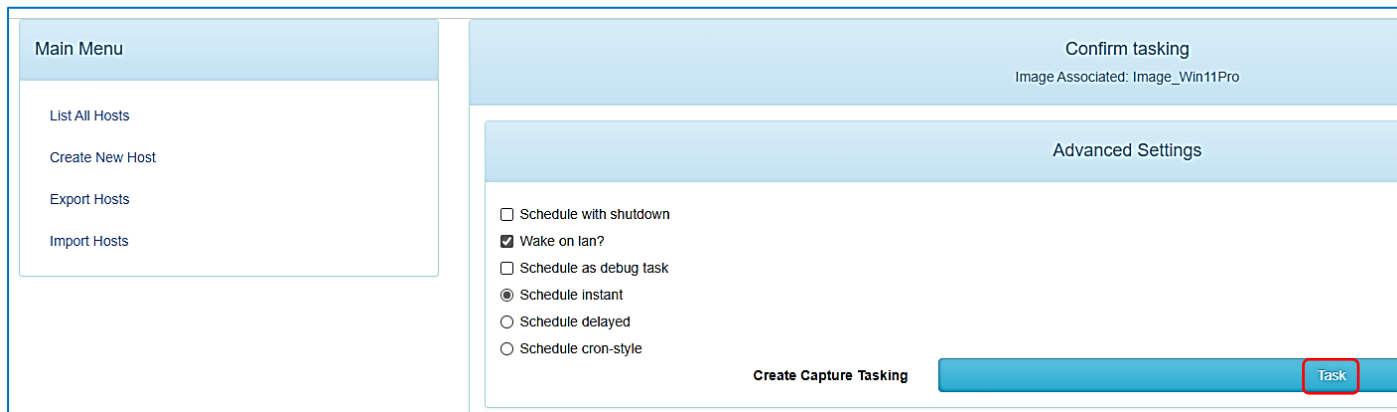 Main Menu
List All Hosts
Create New Host
Export Hosts
Import Hosts
Confirm tasking
Image Associated: Image_Win11Pro
Advanced Settings
Schedule with shutdown
Wake on lan?
Schedule as debug task
Schedule instant
Schedule delayed
Schedule cron-style
Create Capture Tasking
Task